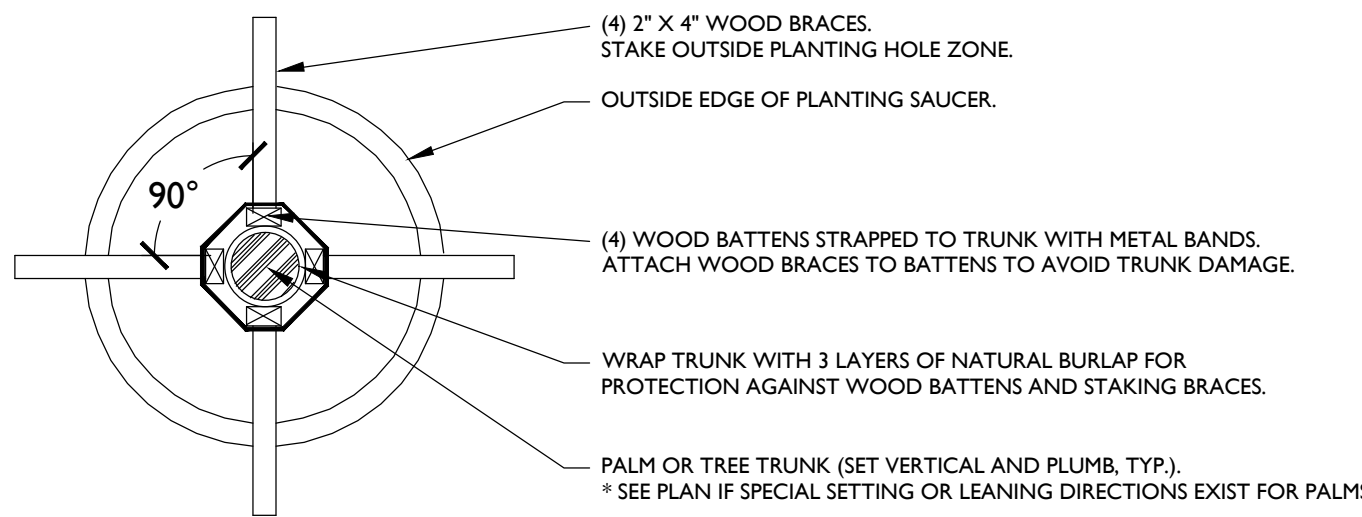 (4) 2" X 4" WOOD BRACES.
STAKE OUTSIDE PLANTING HOLE ZONE.
OUTSIDE EDGE OF PLANTING SAUCER.
90°
(4) WOOD BATTENS STRAPPED TO TRUNK WITH METAL BANDS.
ATTACH WOOD BRACES TO BATTENS TO AVOID TRUNK DAMAGE.
WRAP TRUNK WITH 3 LAYERS OF NATURAL BURLAP FOR
PROTECTION AGAINST WOOD BATTENS AND STAKING BRACES.
PALM OR TREE TRUNK (SET VERTICAL AND PLUMB, TYP.).
* SEE PLAN IF SPECIAL SETTING OR LEANING DIRECTIONS EXIST FOR PALMS